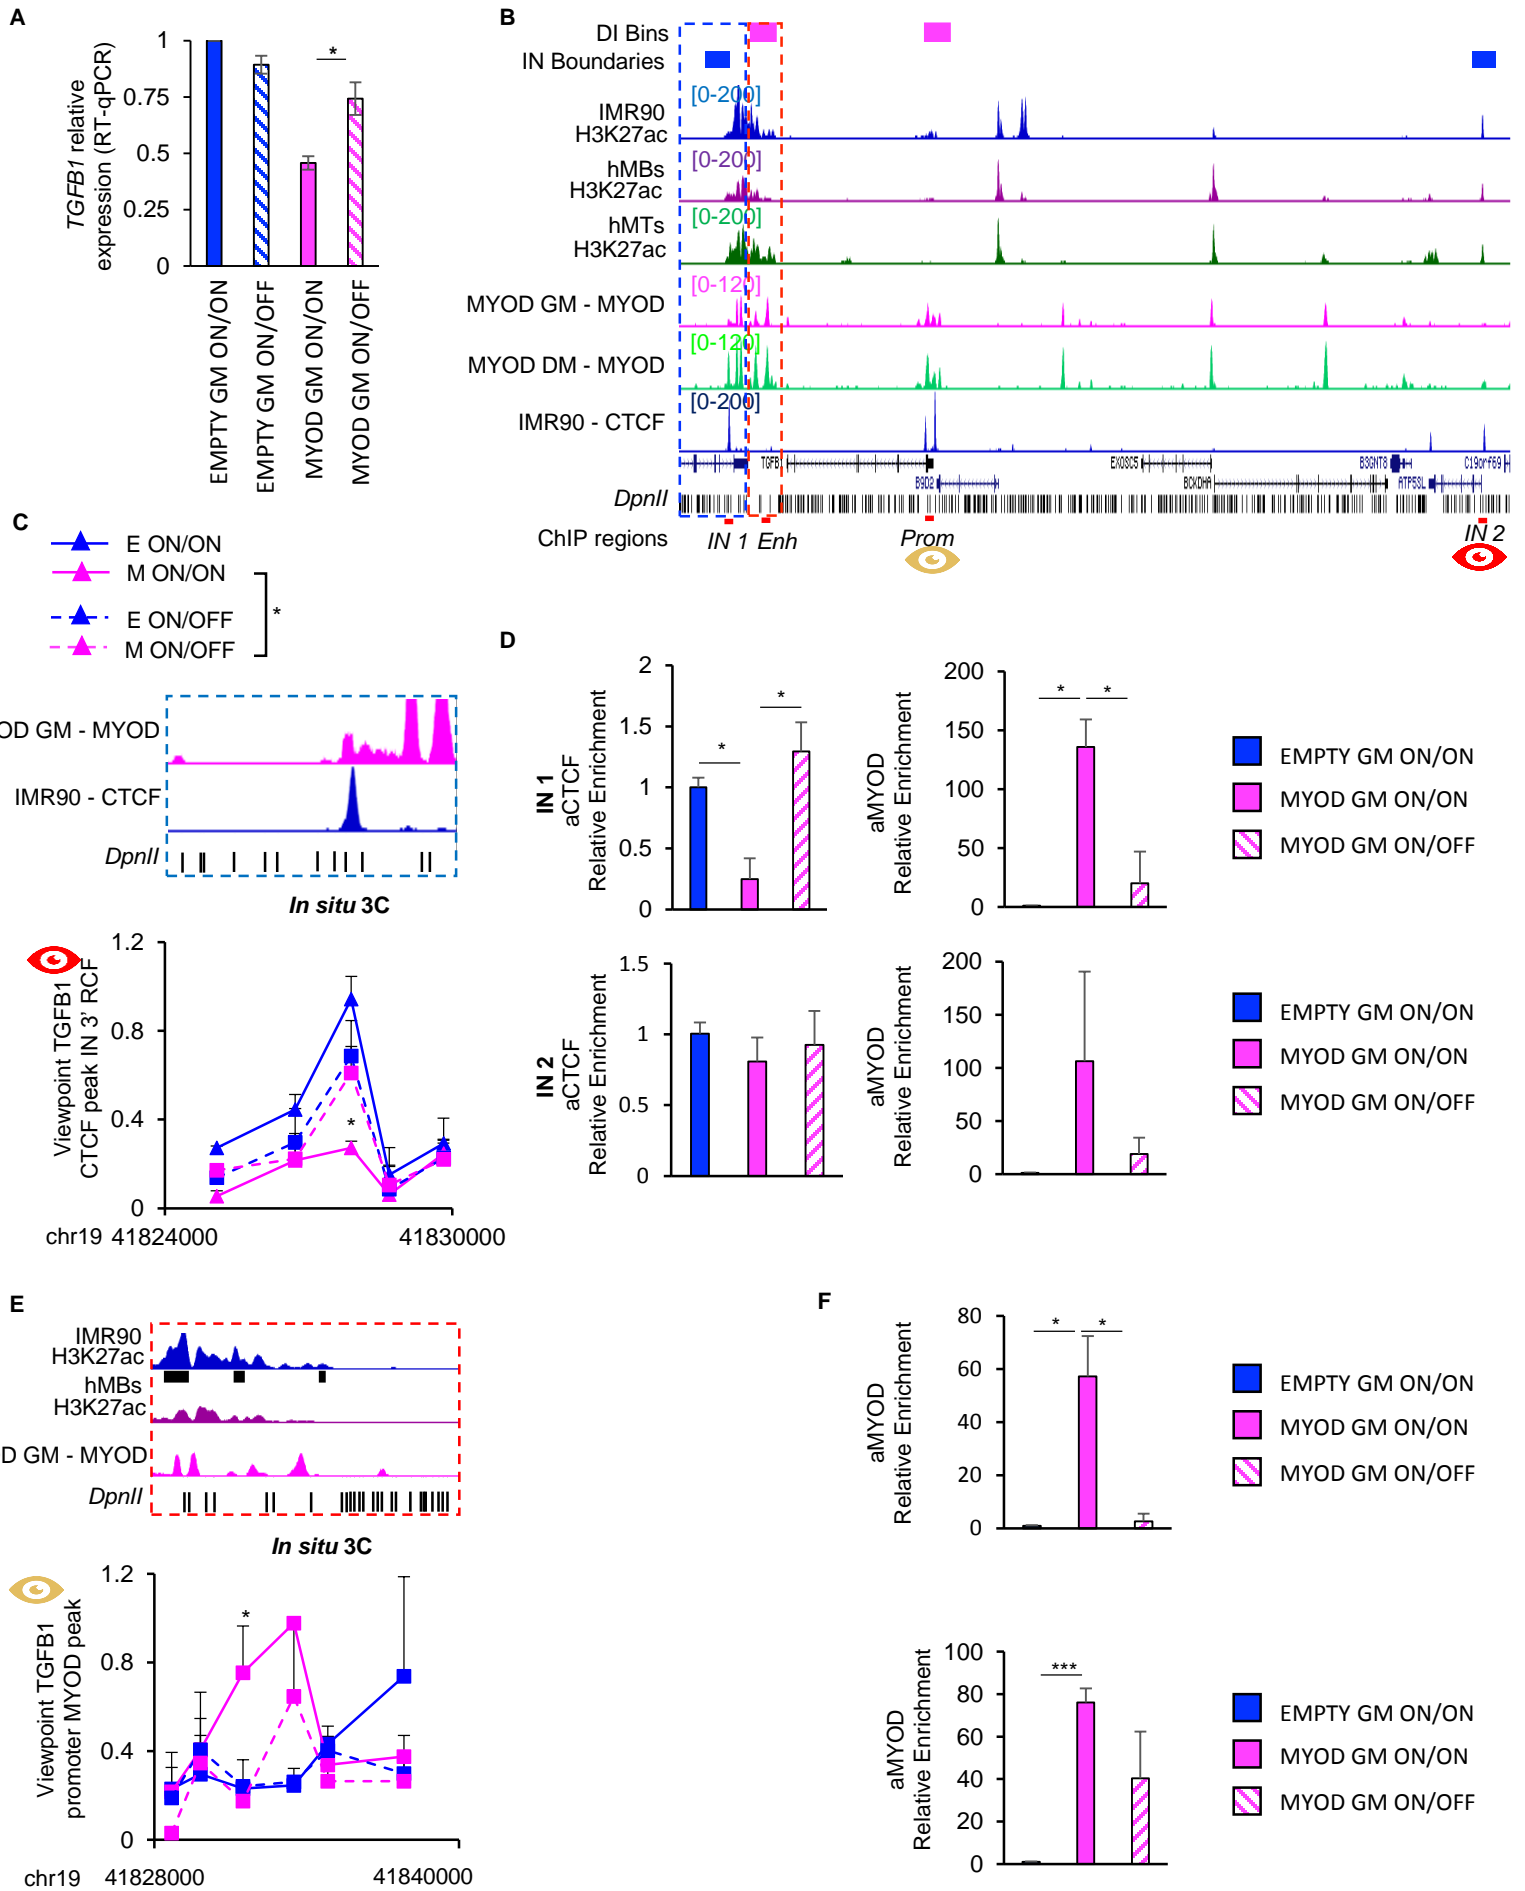 A
TGFB1 relative
expression (RT-qPCR)
1
0.75
0.5
0.25
0
*
EMPTY GM ON/ON
EMPTY GM ON/OFF
MYOD GM ON/ON
MYOD GM ON/OFF
B
DI Bins
IN Boundaries
[0-200]
IMR90
H3K27ac
[0-200]
hMBs
H3K27ac
[0-200]
hMTs
H3K27ac
[0-120]
MYOD GM - MYOD
[0-120]
MYOD DM - MYOD
[0-200]
IMR90 - CTCF
TGFB EXOSC5 B3GNT8 C19orf69
B9D2 BCKDHA ATP5SL
DpnII
ChIP regions
IN 1 Enh Prom IN 2
C
E ON/ON
M ON/ON
E ON/OFF
M ON/OFF
*
OD GM - MYOD
IMR90 - CTCF
DpnII
In situ 3C
Viewpoint TGFB1
CTCF peak IN 3' RCF
1.2
0.8
0.4
0
*
chr19 41824000 41830000
D
IN 1
aCTCF
Relative Enrichment
2
1.5
1
0.5
0
*
*
aMYOD
Relative Enrichment
200
150
100
50
0
* *
EMPTY GM ON/ON
MYOD GM ON/ON
MYOD GM ON/OFF
IN 2
aCTCF
Relative Enrichment
1.5
1
0.5
0
aMYOD
Relative Enrichment
200
150
100
50
0
EMPTY GM ON/ON
MYOD GM ON/ON
MYOD GM ON/OFF
E
IMR90
H3K27ac
hMBs
H3K27ac
D GM - MYOD
DpnII
In situ 3C
Viewpoint TGFB1
promoter MYOD peak
1.2
0.8
0.4
0
*
chr19 41828000 41840000
F
aMYOD
Relative Enrichment
80
60
40
20
0
* *
EMPTY GM ON/ON
MYOD GM ON/ON
MYOD GM ON/OFF
aMYOD
Relative Enrichment
100
80
60
40
20
0
***
EMPTY GM ON/ON
MYOD GM ON/ON
MYOD GM ON/OFF